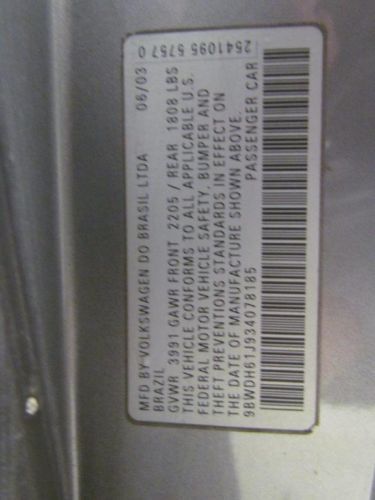 2541095 5757 0
MFD BY VOLKSWAGEN DO BRASIL LTDA 06/03
BRAZIL
GVWR 3991 GAWR FRONT 2205 / REAR 1808 LBS
THIS VEHICLE CONFORMS TO ALL APPLICABLE U.S.
FEDERAL MOTOR VEHICLE SAFETY, BUMPER AND
THEFT PREVENTIONS STANDARDS IN EFFECT ON
THE DATE OF MANUFACTURE SHOWN ABOVE.
9BWDH61J934078185 PASSENGER CAR